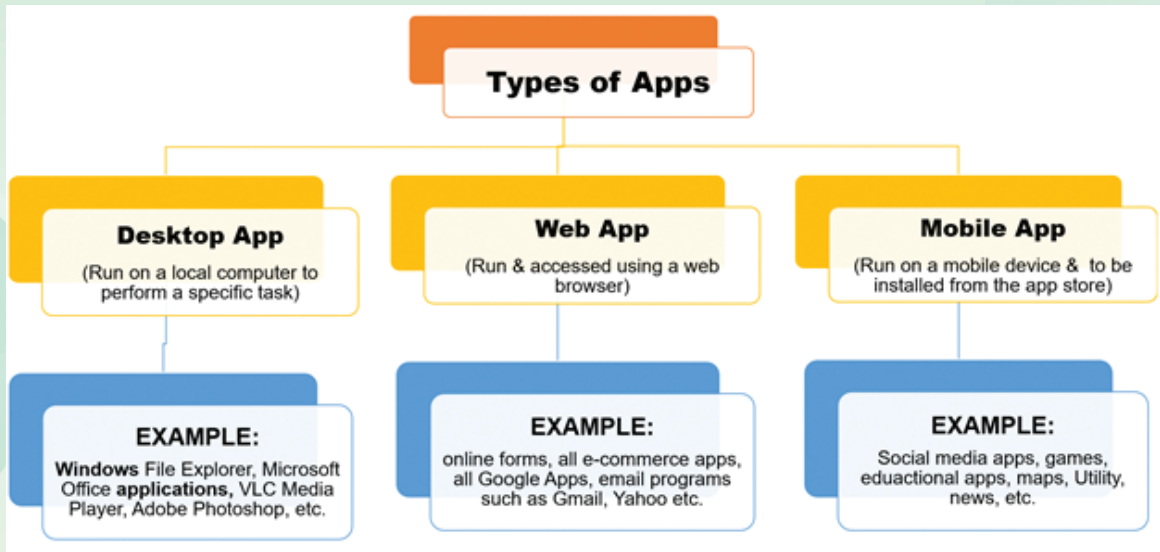 Types of Apps
Desktop App
(Run on a local computer to
perform a specific task)
Web App
(Run & accessed using a web
browser)
Mobile App
(Run on a mobile device & to be
installed from the app store)
EXAMPLE:
Windows File Explorer, Microsoft
Office applications, VLC Media
Player, Adobe Photoshop, etc.
EXAMPLE:
online forms, all e-commerce apps,
all Google Apps, email programs
such as Gmail, Yahoo etc.
EXAMPLE:
Social media apps, games,
eduactional apps, maps, Utility,
news, etc.